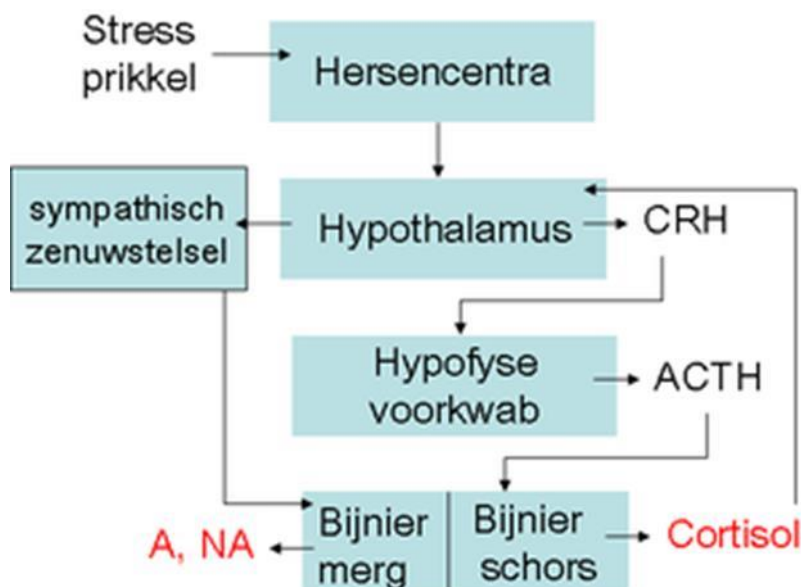 Stress
prikkel
Hersencentra
sympathisch
zenuwstelsel
Hypothalamus
CRH
Hypofyse
voorkwab
ACTH
A, NA
Bijnier
merg
Bijnier
schors
Cortisol